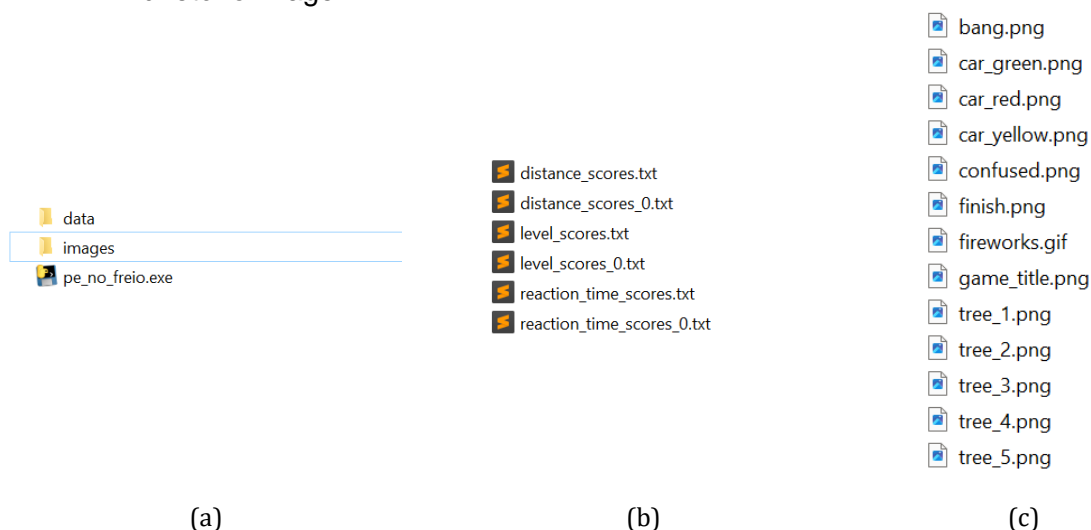 data
images
pe_no_freio.exe
(a)
distance_scores.txt
distance_scores_0.txt
level_scores.txt
level_scores_0.txt
reaction_time_scores.txt
reaction_time_scores_0.txt
(b)
bang.png
car_green.png
car_red.png
car_yellow.png
confused.png
finish.png
fireworks.gif
game_title.png
tree_1.png
tree_2.png
tree_3.png
tree_4.png
tree_5.png
(c)